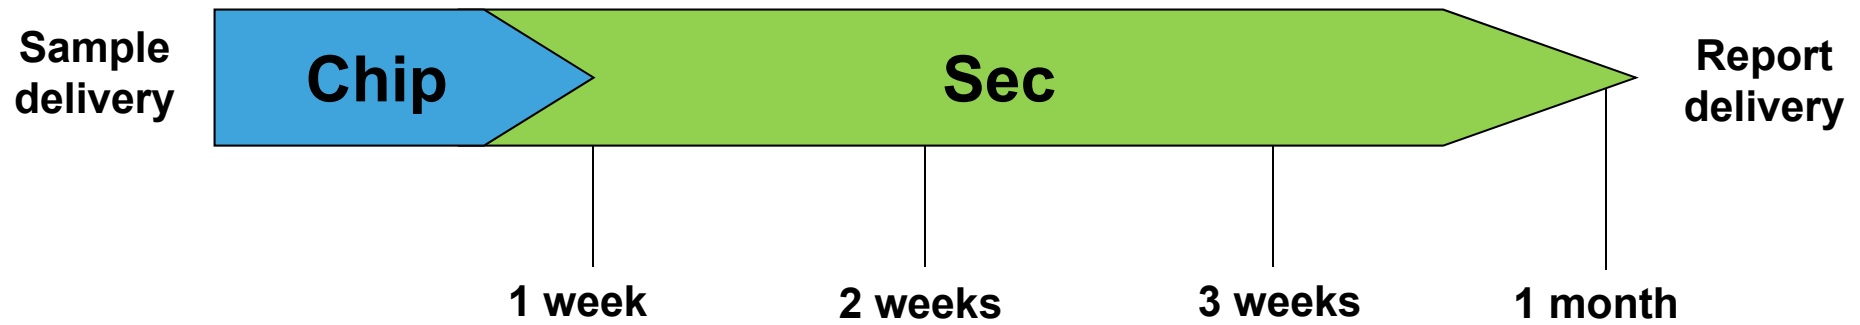 Sample
delivery
Chip
Sec
Report
delivery
1 week
2 weeks
3 weeks
1 month